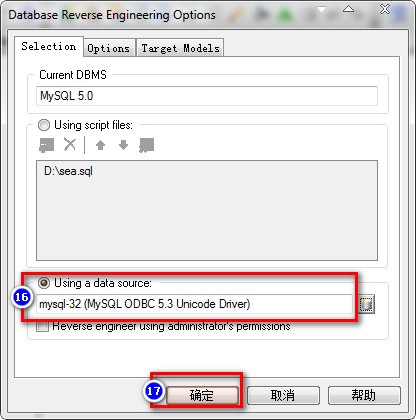 Database Reverse Engineering Options
Selection Options Target Models
Current DBMS
MySQL 5.0
Using script files:
D:\sea.sql
Using a data source:
16
mysql-32 (MySQL ODBC 5.3 Unicode Driver)
Reverse engineer using administrator's permissions
17 确定 取消 帮助